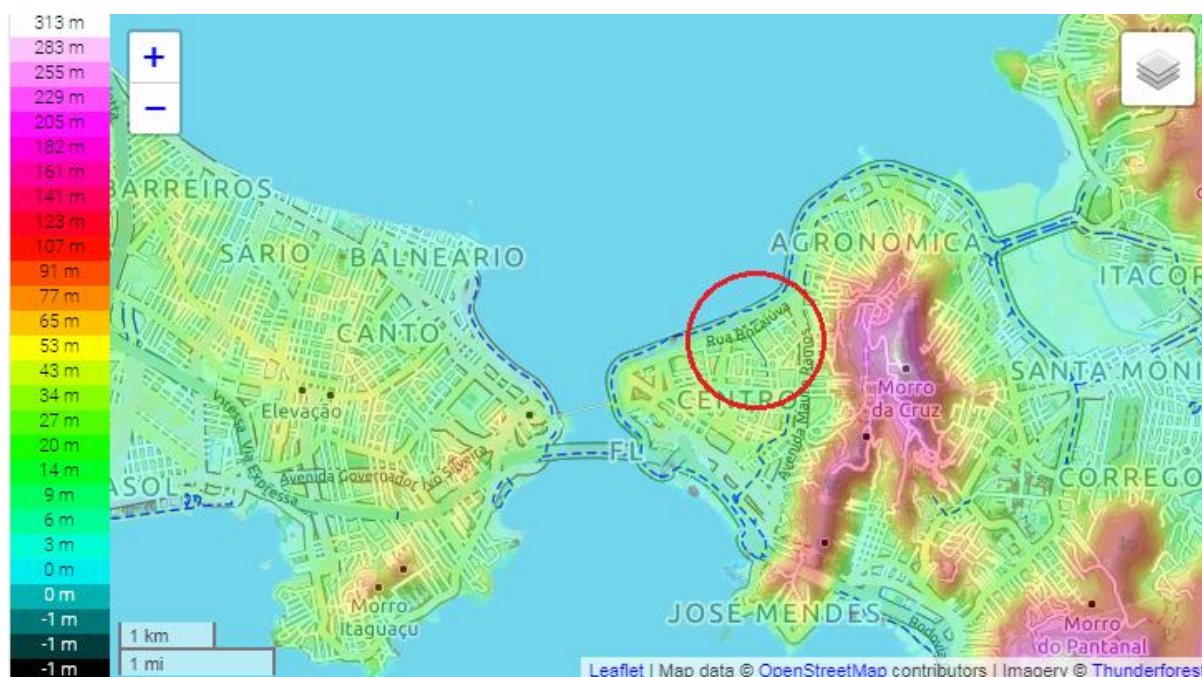 313 m
283 m
255 m
229 m
205 m
182 m
161 m
141 m
123 m
107 m
91 m
77 m
65 m
53 m
43 m
34 m
27 m
20 m
14 m
9 m
6 m
3 m
0 m
0 m
-1 m
-1 m
-1 m
+
−
BARREIROS
SÁRIO
BALNEÁRIO
CANTO
Elevação
Via Expressa
Avenida Governador Ivo Silveira
ASOL
Morro
Itaguaçu
AGRONÔMICA
ITACOR
Rua Bocaiúva
CENTRO
Avenida Mauro Ramos
Morro
da Cruz
SANTA MÔNI
FL
CÓRREGO
JOSÉ MENDES
Morro
do Pantanal
1 km
1 mi
Leaflet | Map data © OpenStreetMap contributors | Imagery © Thunderforest